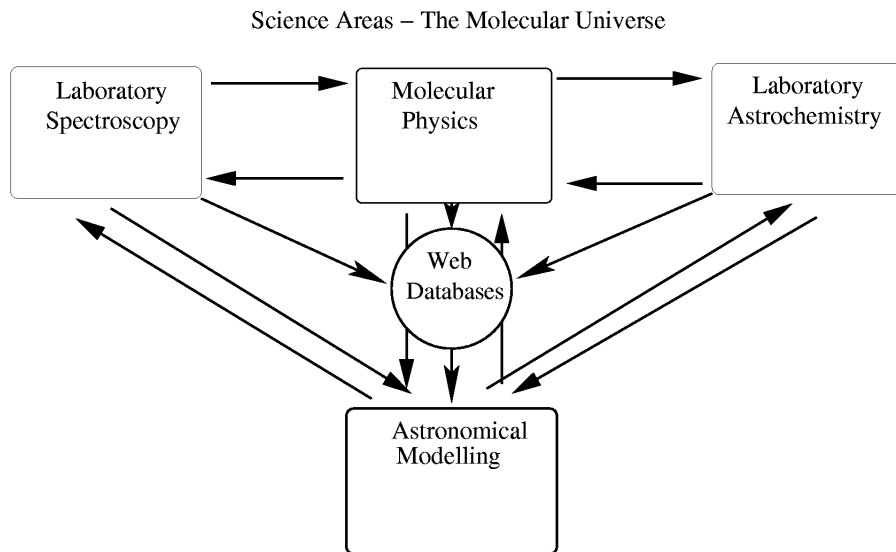 Science Areas – The Molecular Universe
Laboratory
Spectroscopy
Molecular
Physics
Laboratory
Astrochemistry
Web
Databases
Astronomical
Modelling